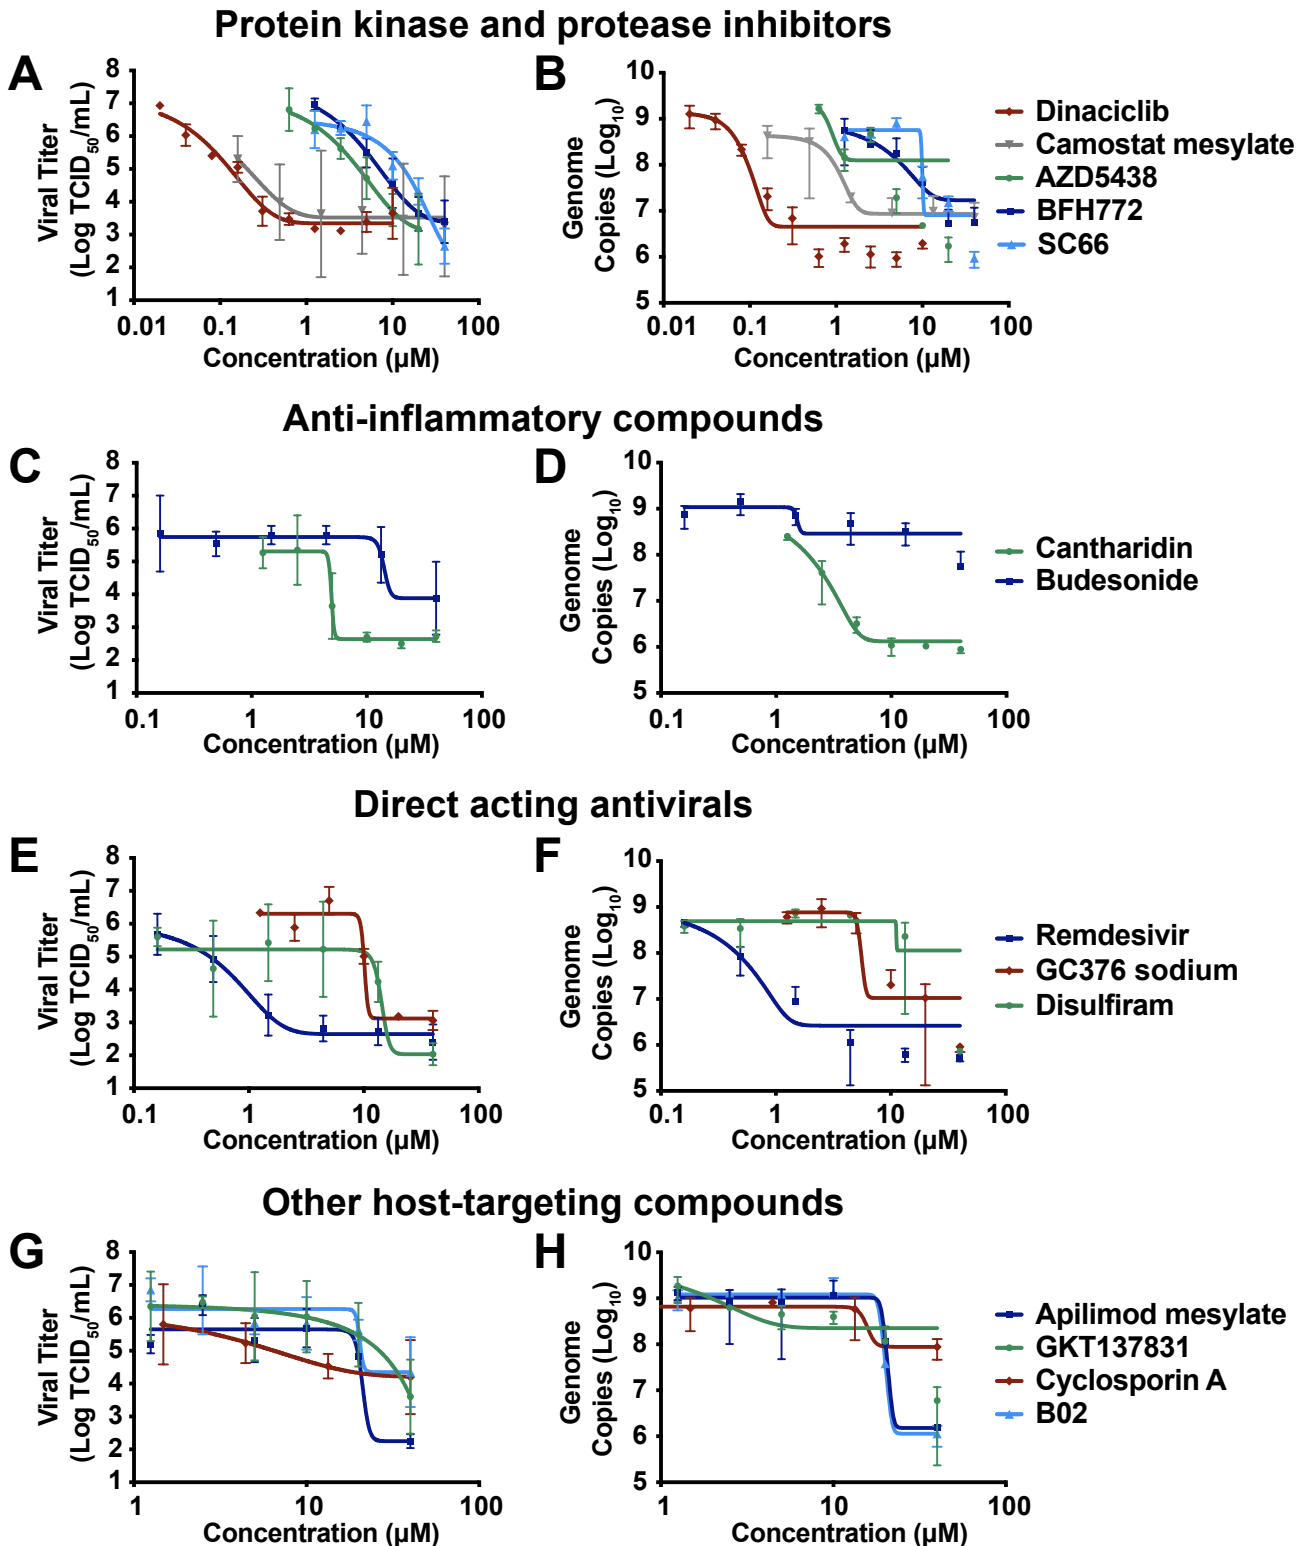 Protein kinase and protease inhibitors
A
Viral Titer
(Log TCID50/mL)
8
7
6
5
4
3
2
1
0.01 0.1 1 10 100
Concentration (µM)
B
Genome
Copies (Log10)
10
9
8
7
6
5
0.01 0.1 1 10 100
Concentration (µM)
Dinaciclib
Camostat mesylate
AZD5438
BFH772
SC66
Anti-inflammatory compounds
C
Viral Titer
(Log TCID50/mL)
8
7
6
5
4
3
2
1
0.1 1 10 100
Concentration (µM)
D
Genome
Copies (Log10)
10
9
8
7
6
5
0.1 1 10 100
Concentration (µM)
Cantharidin
Budesonide
Direct acting antivirals
E
Viral Titer
(Log TCID50/mL)
8
7
6
5
4
3
2
1
0.1 1 10 100
Concentration (µM)
F
Genome
Copies (Log10)
10
9
8
7
6
5
0.1 1 10 100
Concentration (µM)
Remdesivir
GC376 sodium
Disulfiram
Other host-targeting compounds
G
Viral Titer
(Log TCID50/mL)
8
7
6
5
4
3
2
1
1 10 100
Concentration (µM)
H
Genome
Copies (Log10)
10
9
8
7
6
5
1 10 100
Concentration (µM)
Apilimod mesylate
GKT137831
Cyclosporin A
B02